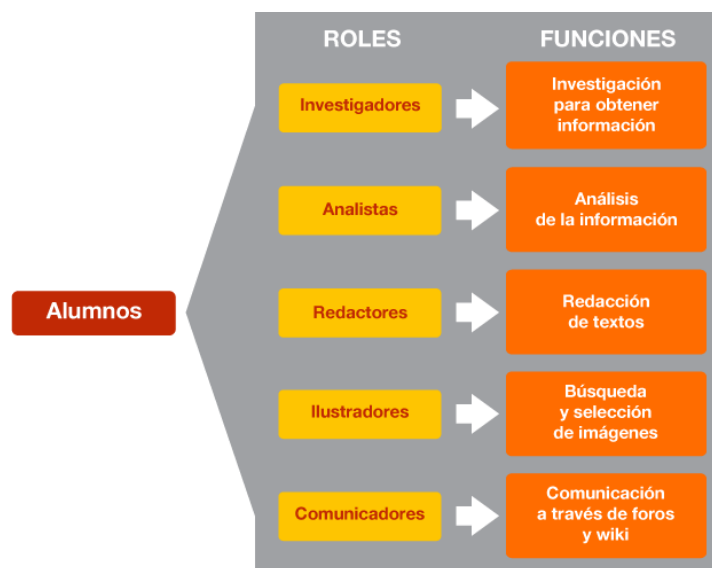 ROLES
FUNCIONES
Alumnos
Investigadores
Investigación
para obtener
información
Analistas
Análisis
de la información
Redactores
Redacción
de textos
Ilustradores
Búsqueda
y selección
de imágenes
Comunicadores
Comunicación
a través de foros
y wiki